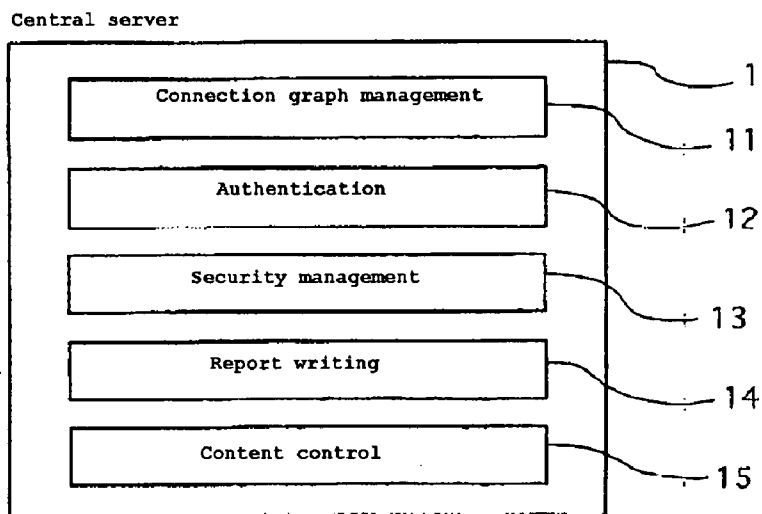 Central server
1
Connection graph management
11
Authentication
12
Security management
13
Report writing
14
Content control
15